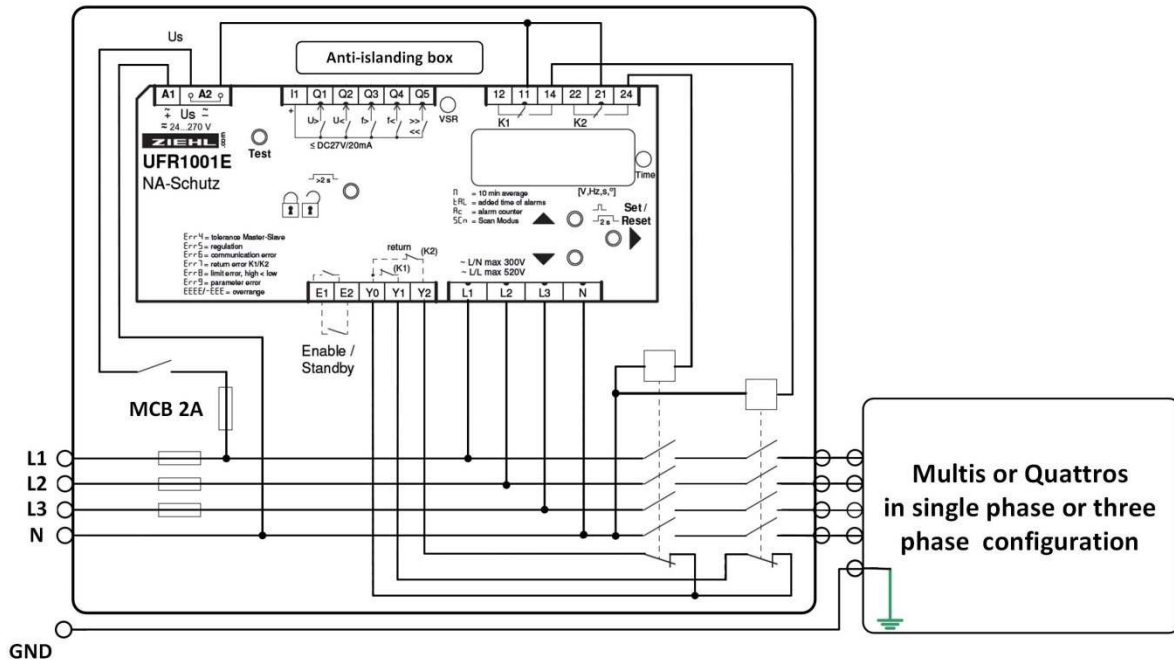 Us
Anti-islanding box
A1 A2
I1 Q1 Q2 Q3 Q4 Q5
12 11 14 22 21 24
~ Us ~
+ -
≂ 24...270 V
+ U> U< f> f< >>
<<
≤ DC27V/20mA
VSR
K1 K2
ZIEHL.com
UFR1001E
NA-Schutz
Test
Time
>2 s
[V,Hz,s,°]
n = 10 min average
tAL = added time of alarms
Ac = alarm counter
SCn = Scan Modus
Set /
Reset
2 s
Err4 = tolerance Master-Slave
Err5 = regulation
Err6 = communication error
Err7 = return error K1/K2
Err8 = limit error, high < low
Err9 = parameter error
EEEE/-EEE = overrange
return
(K2)
(K1)
~ L/N max 300V
~ L/L max 520V
E1 E2 Y0 Y1 Y2
L1 L2 L3 N
Enable /
Standby
MCB 2A
L1
L2
L3
N
Multis or Quattros
in single phase or three
phase configuration
GND